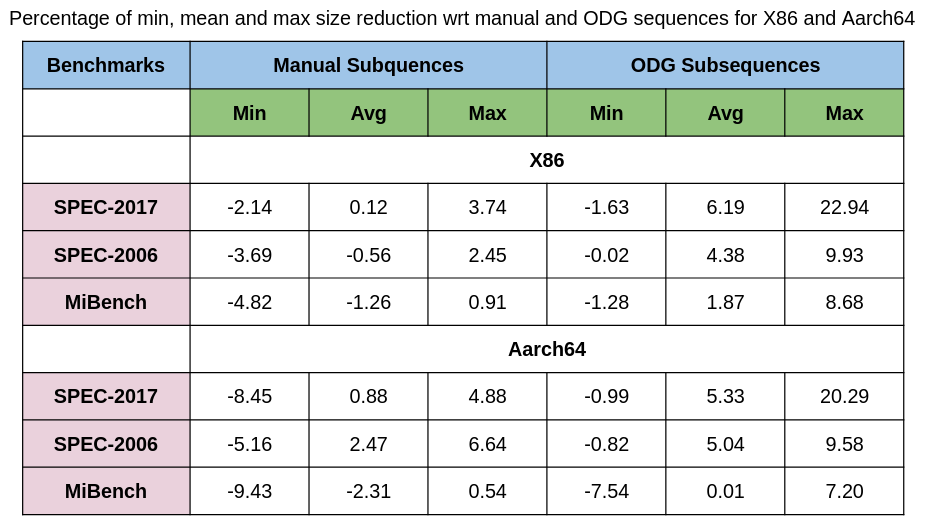 Percentage of min, mean and max size reduction wrt manual and ODG sequences for X86 and Aarch64
Benchmarks Manual Subquences ODG Subsequences
Min Avg Max Min Avg Max
X86
SPEC-2017 -2.14 0.12 3.74 -1.63 6.19 22.94
SPEC-2006 -3.69 -0.56 2.45 -0.02 4.38 9.93
MiBench -4.82 -1.26 0.91 -1.28 1.87 8.68
Aarch64
SPEC-2017 -8.45 0.88 4.88 -0.99 5.33 20.29
SPEC-2006 -5.16 2.47 6.64 -0.82 5.04 9.58
MiBench -9.43 -2.31 0.54 -7.54 0.01 7.20